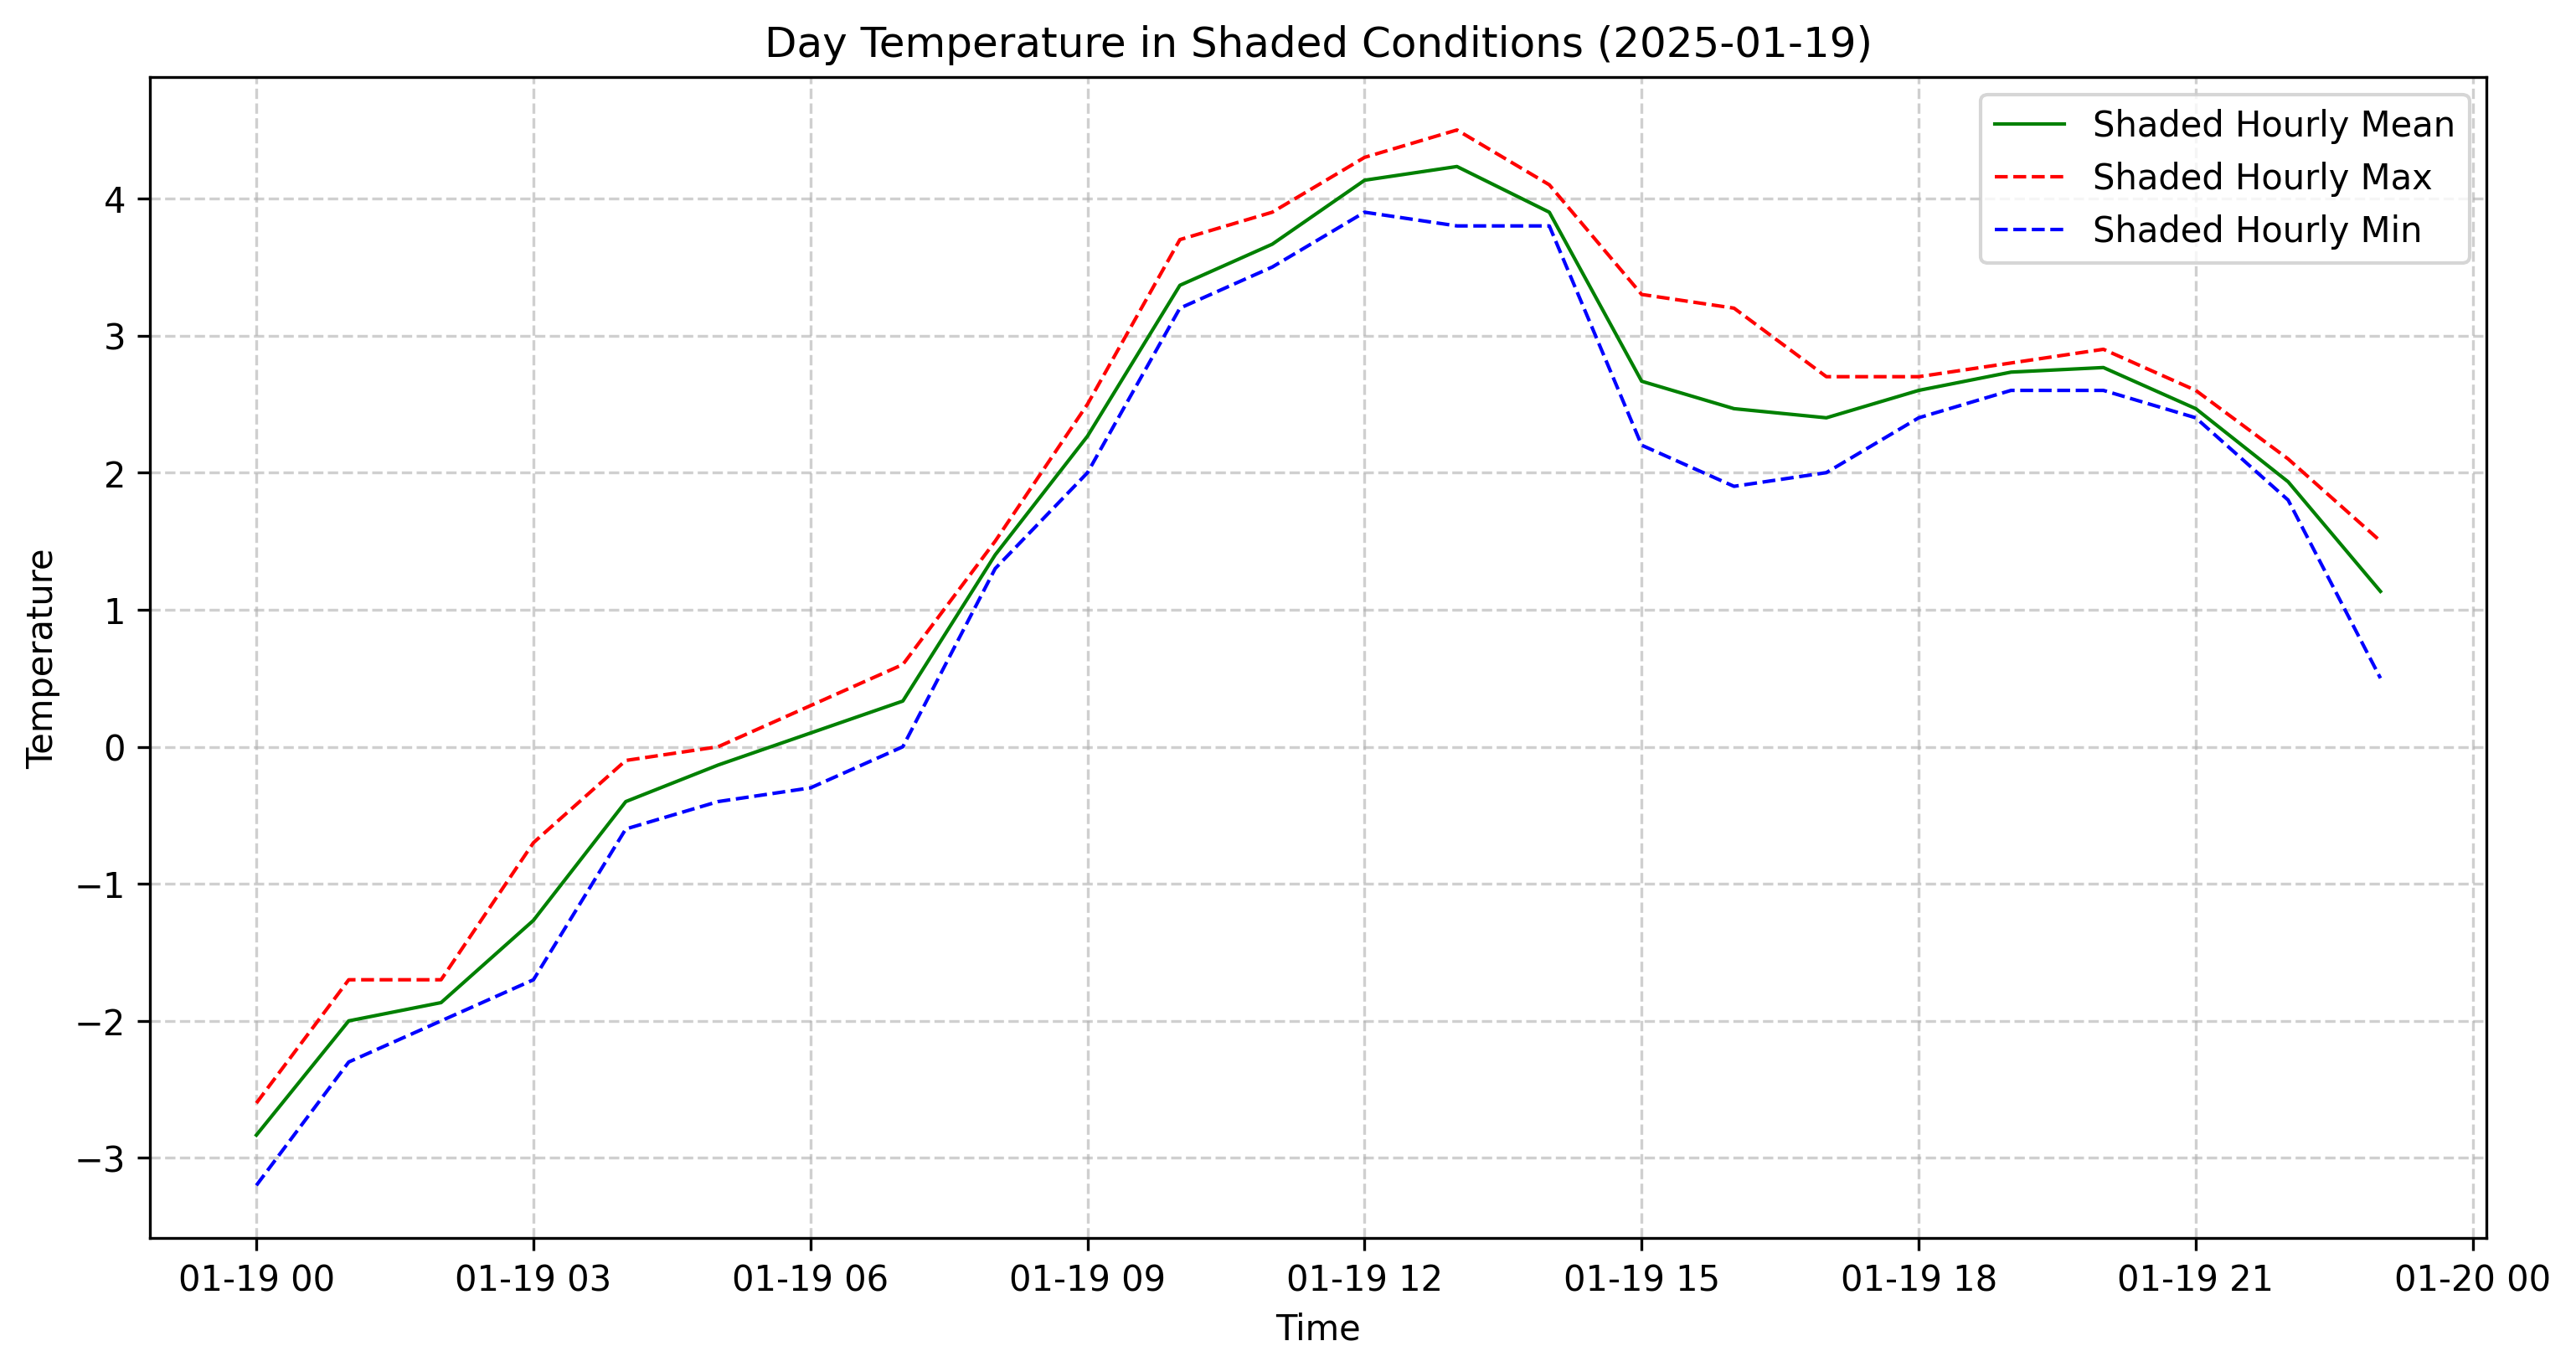 Day Temperature in Shaded Conditions (2025-01-19)
Shaded Hourly Mean
Shaded Hourly Max
Shaded Hourly Min
4
3
2
1
0
−1
−2
−3
Temperature
01-19 00 01-19 03 01-19 06 01-19 09 01-19 12 01-19 15 01-19 18 01-19 21 01-20 00
Time